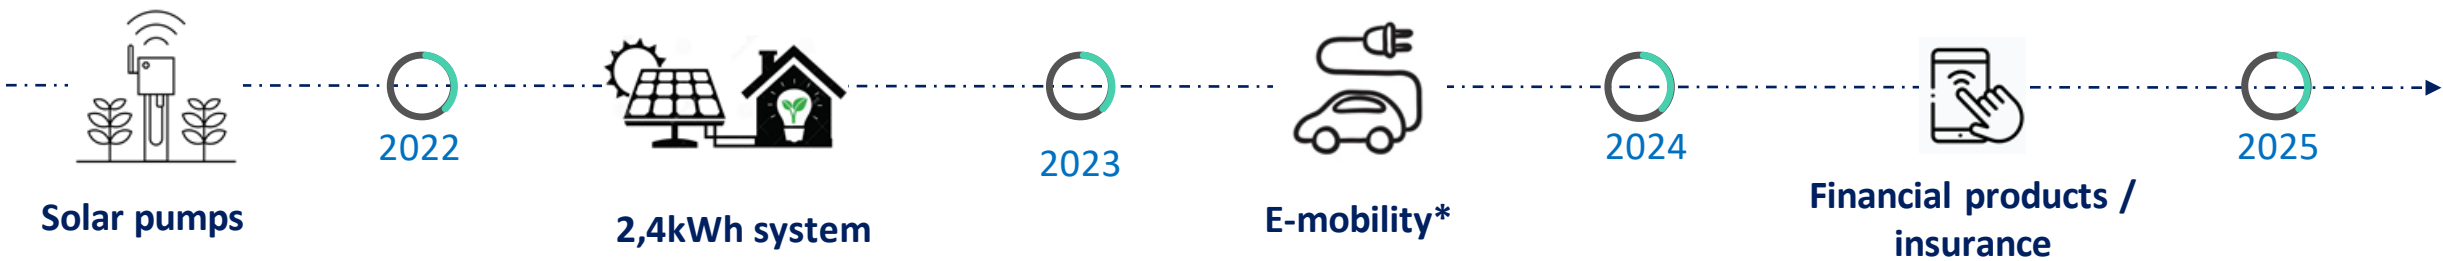 Solar pumps
2022
2,4kWh system
2023
E-mobility*
2024
Financial products /
insurance
2025